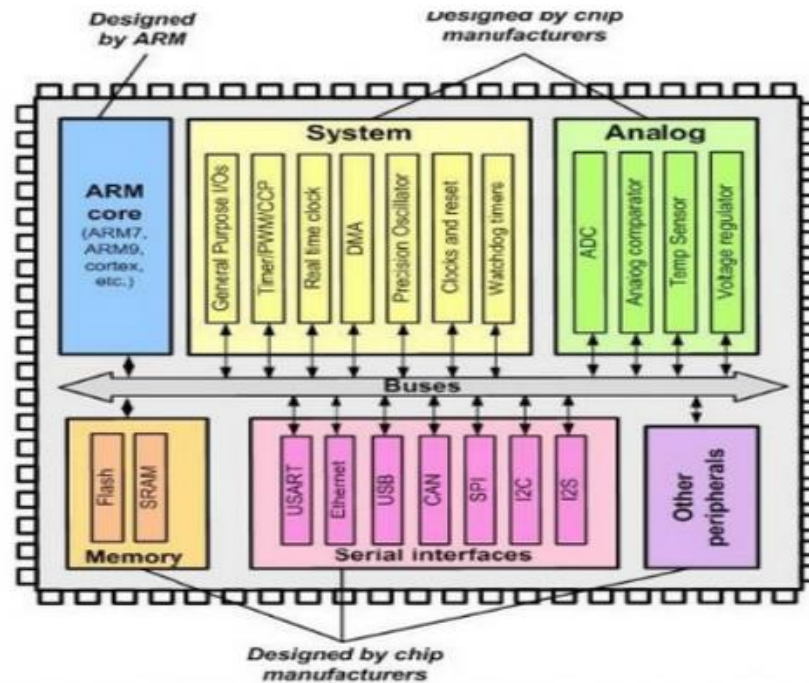 Designed
by ARM
Designed by chip
manufacturers
ARM
core
(ARM7,
ARM9,
cortex,
etc.)
System
General Purpose I/Os
Timer/PWM/CCP
Real time clock
DMA
Precision Oscillator
Clocks and reset
Watchdog timers
Analog
ADC
Analog comparator
Temp Sensor
Voltage regulator
Buses
Flash
SRAM
Memory
USART
Ethernet
USB
CAN
SPI
I2C
I2S
Serial interfaces
Other
peripherals
Designed by chip
manufacturers